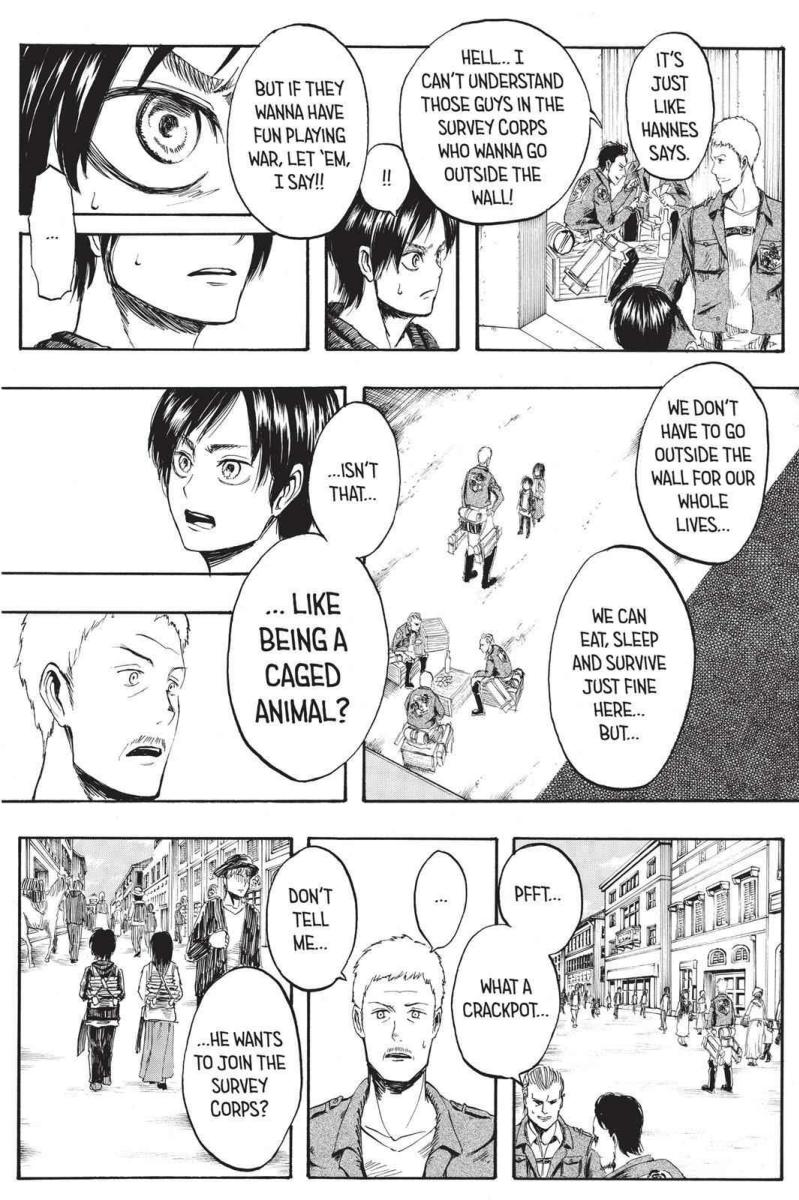 IT'S
JUST
LIKE
HANNES
SAYS.
HELL... I
CAN'T UNDERSTAND
THOSE GUYS IN THE
SURVEY CORPS
WHO WANNA GO
OUTSIDE THE
WALL!
!!
BUT IF THEY
WANNA HAVE
FUN PLAYING
WAR, LET 'EM,
I SAY!!
...
WE DON'T
HAVE TO GO
OUTSIDE THE
WALL FOR OUR
WHOLE
LIVES...
WE CAN
EAT, SLEEP
AND SURVIVE
JUST FINE
HERE...
BUT...
...ISN'T
THAT...
... LIKE
BEING A
CAGED
ANIMAL?
PFFT...
WHAT A
CRACKPOT...
...
DON'T
TELL
ME...
...HE WANTS
TO JOIN THE
SURVEY
CORPS?